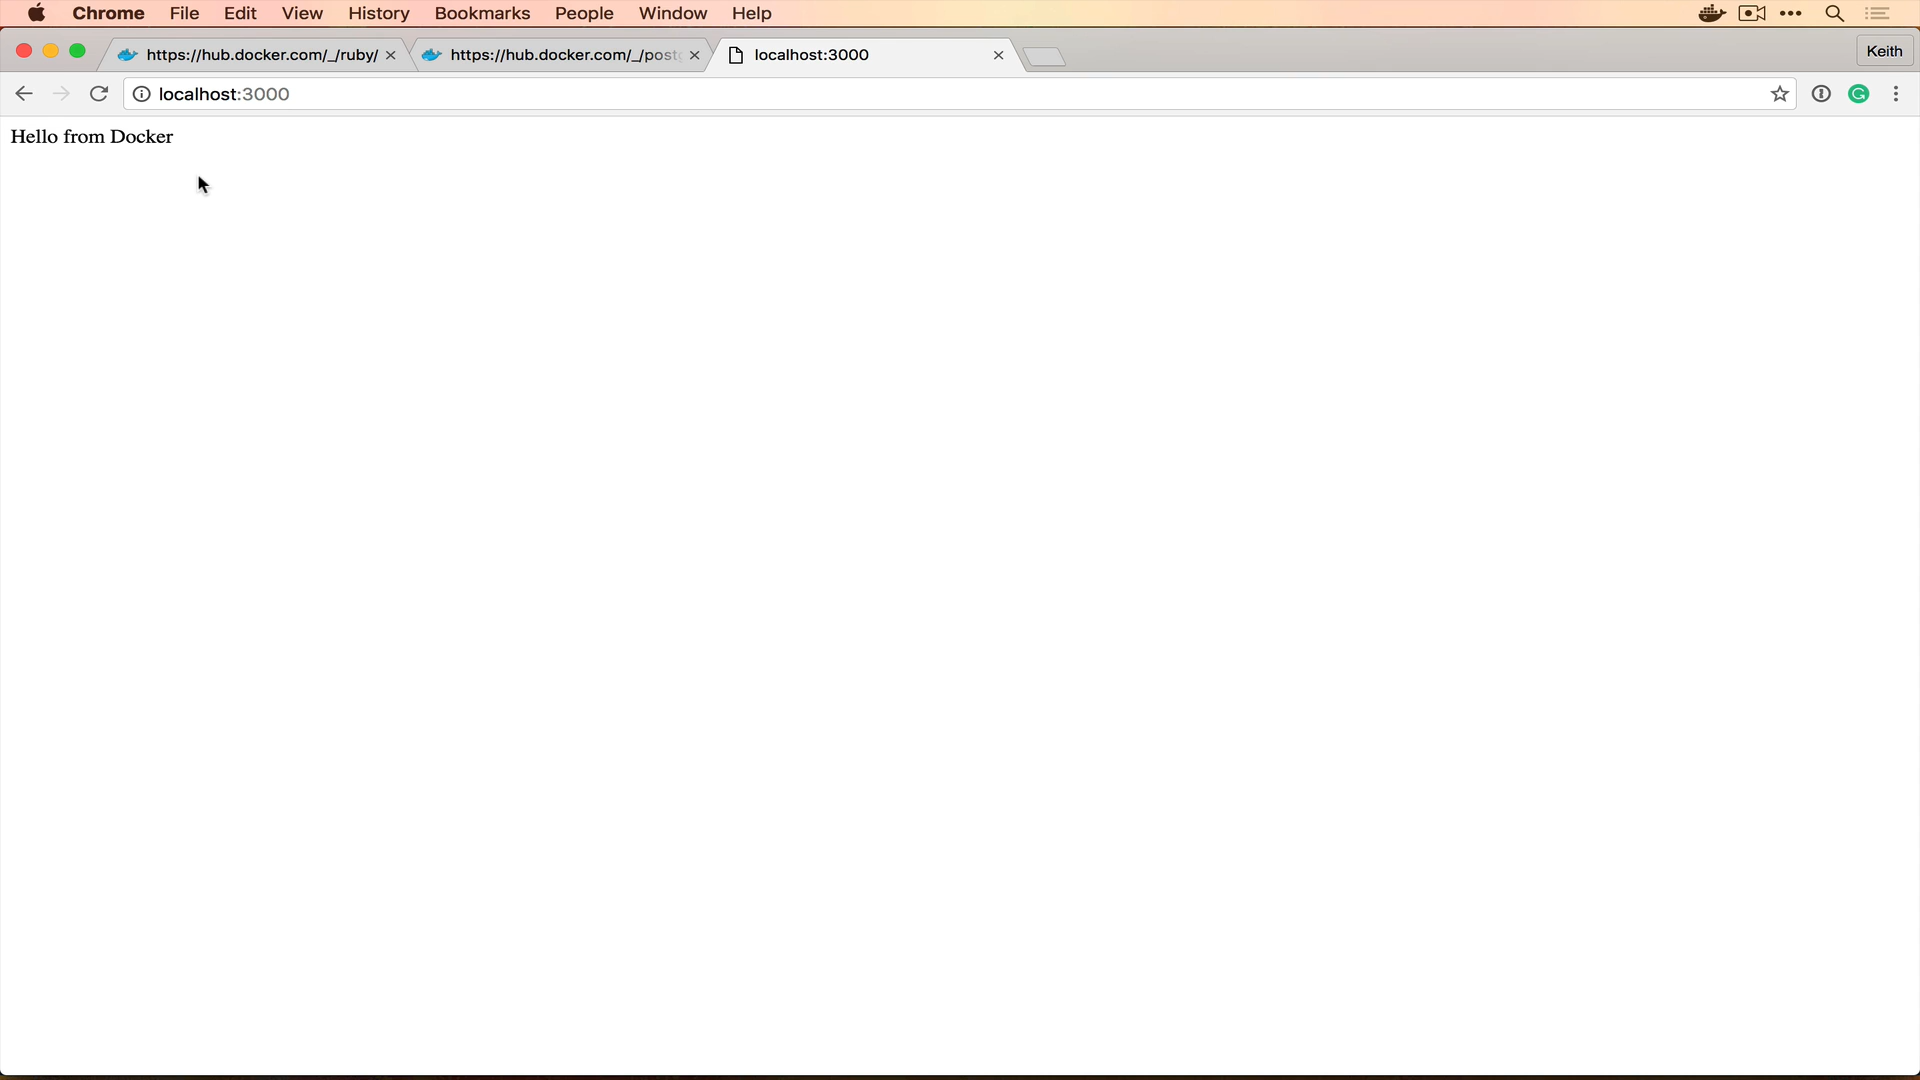 Chrome File Edit View History Bookmarks People Window Help
https://hub.docker.com/_/ruby/ https://hub.docker.com/_/postg localhost:3000 Keith
localhost:3000
Hello from Docker